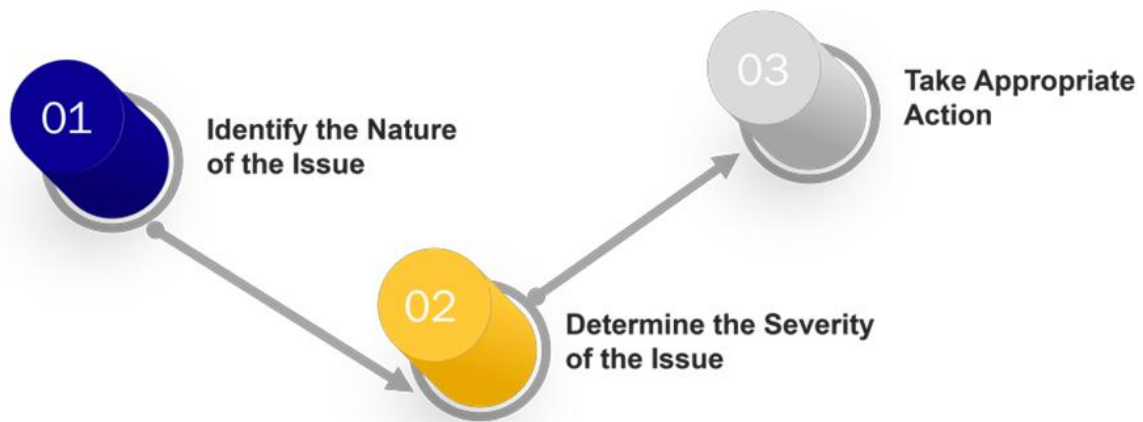 01
Identify the Nature
of the Issue
02
Determine the Severity
of the Issue
03
Take Appropriate
Action